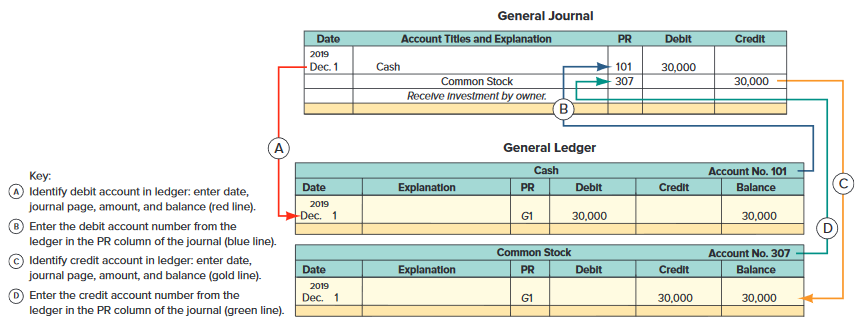 General Journal
Date Account Titles and Explanation PR Debit Credit
2019
Dec. 1 Cash 101 30,000
Common Stock 307 30,000
Receive investment by owner.
B
A
General Ledger
Cash Account No. 101
Date Explanation PR Debit Credit Balance
2019
Dec. 1 G1 30,000 30,000
C
D
Common Stock Account No. 307
Date Explanation PR Debit Credit Balance
2019
Dec. 1 G1 30,000 30,000
Key:
A Identify debit account in ledger: enter date,
journal page, amount, and balance (red line).
B Enter the debit account number from the
ledger in the PR column of the journal (blue line).
C Identify credit account in ledger: enter date,
journal page, amount, and balance (gold line).
D Enter the credit account number from the
ledger in the PR column of the journal (green line).